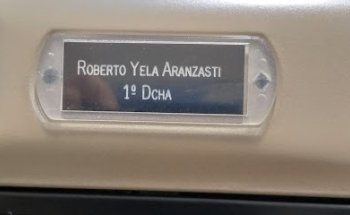 Roberto Yela Aranzasti
1º Dcha